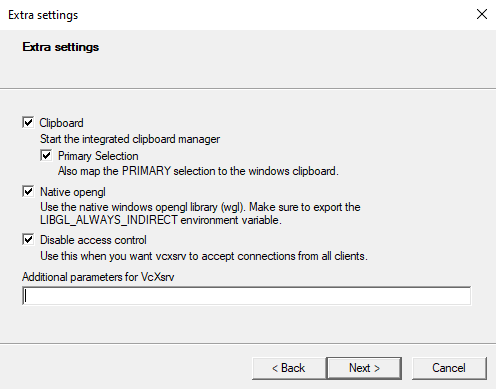 Extra settings
Extra settings
Clipboard
Start the integrated clipboard manager
Primary Selection
Also map the PRIMARY selection to the windows clipboard.
Native opengl
Use the native windows opengl library (wgl). Make sure to export the
LIBGL_ALWAYS_INDIRECT environment variable.
Disable access control
Use this when you want vcxsrv to accept connections from all clients.
Additional parameters for VcXsrv
< Back
Next >
Cancel